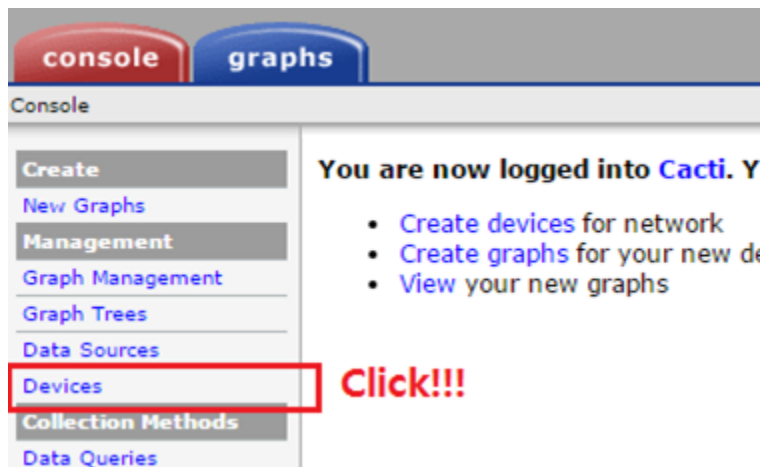 console graphs
Console
Create
New Graphs
Management
Graph Management
Graph Trees
Data Sources
Devices
Collection Methods
Data Queries
You are now logged into Cacti. Y
Create devices for network
Create graphs for your new de
View your new graphs
Click!!!